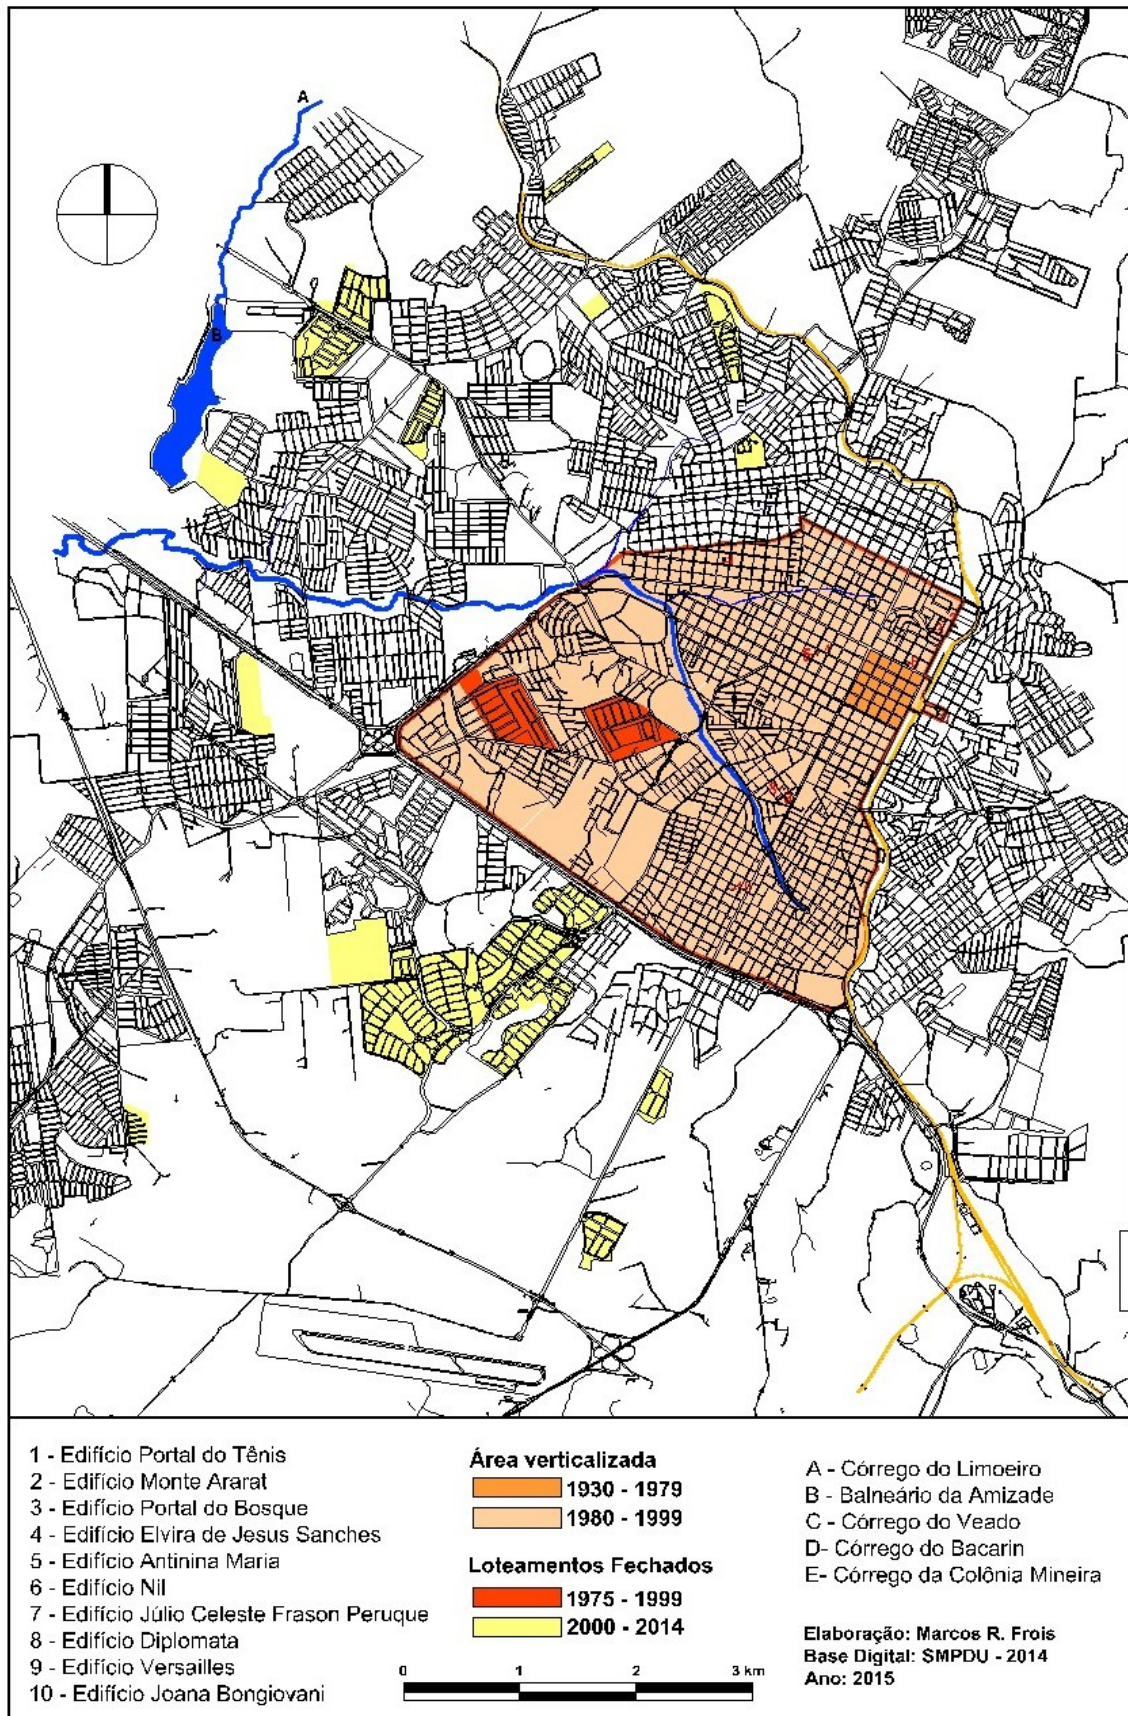 A
B
1 - Edifício Portal do Tênis
2 - Edifício Monte Ararat
3 - Edifício Portal do Bosque
4 - Edifício Elvira de Jesus Sanches
5 - Edifício Antinina Maria
6 - Edifício Nil
7 - Edifício Júlio Celeste Frason Peruque
8 - Edifício Diplomata
9 - Edifício Versailles
10 - Edifício Joana Bongiovani
Área verticalizada
1930 - 1979
1980 - 1999
Loteamentos Fechados
1975 - 1999
2000 - 2014
0 1 2 3 km
A - Córrego do Limoeiro
B - Balneário da Amizade
C - Córrego do Veado
D- Córrego do Bacarin
E- Córrego da Colônia Mineira
Elaboração: Marcos R. Frois
Base Digital: SMPDU - 2014
Ano: 2015